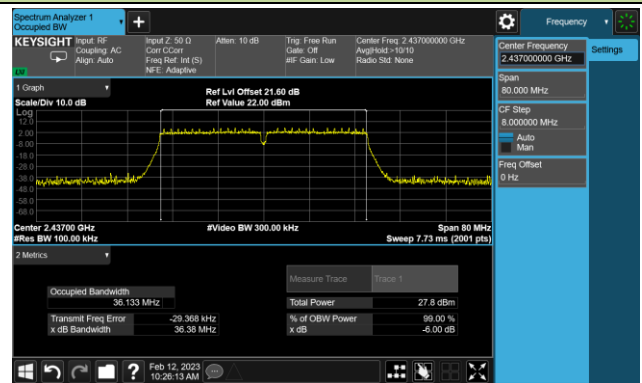 Spectrum Analyzer 1
Occupied BW
Frequency
KEYSIGHT
Input: RF
Coupling: AC
Align: Auto
Input Z: 50 Ω
Corr CCorr
Freq Ref: Int (S)
NFE: Adaptive
Atten: 10 dB
Trig: Free Run
Gate: Off
#IF Gain: Low
Center Freq: 2.437000000 GHz
Avg|Hold:>10/10
Radio Std: None
Center Frequency
2.437000000 GHz
Settings
Span
80.000 MHz
CF Step
8.000000 MHz
Auto
Man
Freq Offset
0 Hz
1 Graph
Scale/Div 10.0 dB
Ref Lvl Offset 21.60 dB
Ref Value 22.00 dBm
Log
12.0
2.00
-8.00
-18.0
-28.0
-38.0
-48.0
-58.0
-68.0
Center 2.43700 GHz
#Res BW 100.00 kHz
#Video BW 300.00 kHz
Span 80 MHz
Sweep 7.73 ms (2001 pts)
2 Metrics
Measure Trace
Trace 1
Occupied Bandwidth
36.133 MHz
Total Power
27.8 dBm
Transmit Freq Error
-29.368 kHz
% of OBW Power
99.00 %
x dB Bandwidth
36.38 MHz
x dB
-6.00 dB
Feb 12, 2023
10:26:13 AM